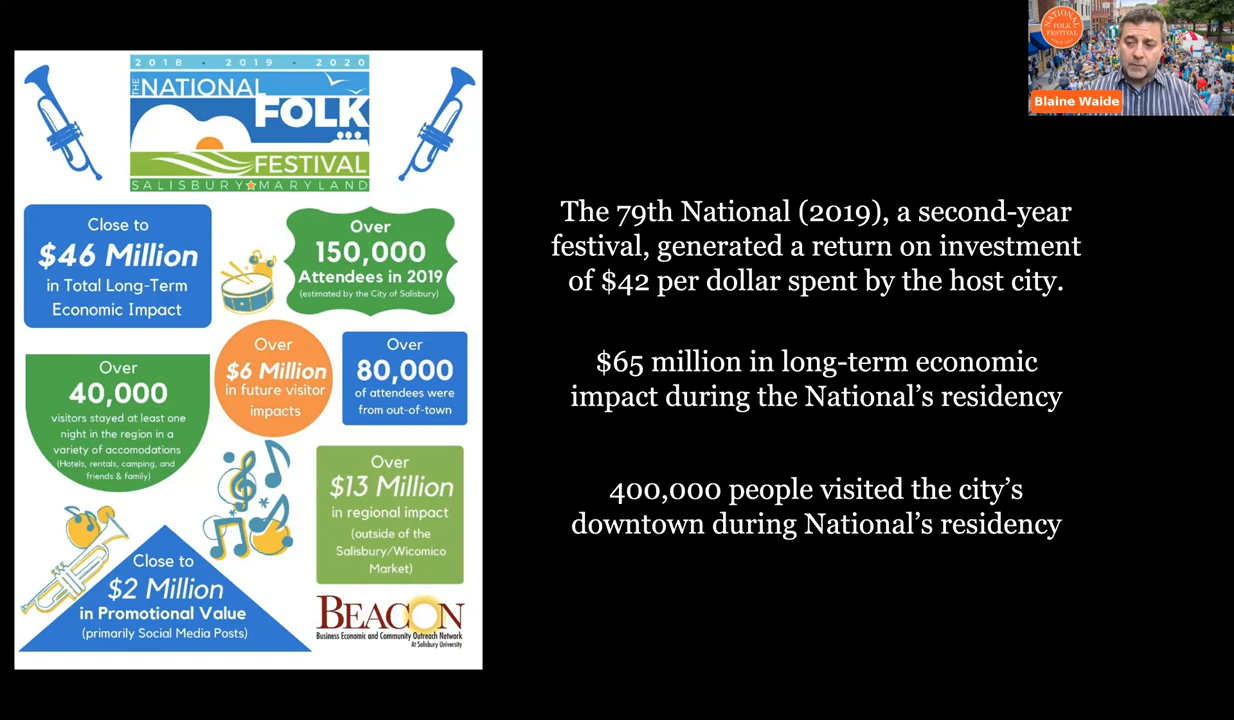 2018 · 2019 · 2020
THE NATIONAL
FOLK
FESTIVAL
SALISBURY MARYLAND
Close to
$46 Million
in Total Long-Term
Economic Impact
Over
150,000
Attendees in 2019
(estimated by the City of Salisbury)
Over
40,000
visitors stayed at least one
night in the region in a
variety of accomodations
(Hotels, rentals, camping, and
friends & family)
Over
$6 Million
in future visitor
impacts
Over
80,000
of attendees were
from out-of-town
Over
$13 Million
in regional impact
(outside of the
Salisbury/Wicomico
Market)
Close to
$2 Million
in Promotional Value
(primarily Social Media Posts)
BEACON
Business Economic and Community Outreach Network
At Salisbury University
The 79th National (2019), a second-year
festival, generated a return on investment
of $42 per dollar spent by the host city.
$65 million in long-term economic
impact during the National's residency
400,000 people visited the city's
downtown during National's residency
NATIONAL
FOLK
FESTIVAL
Blaine Waide